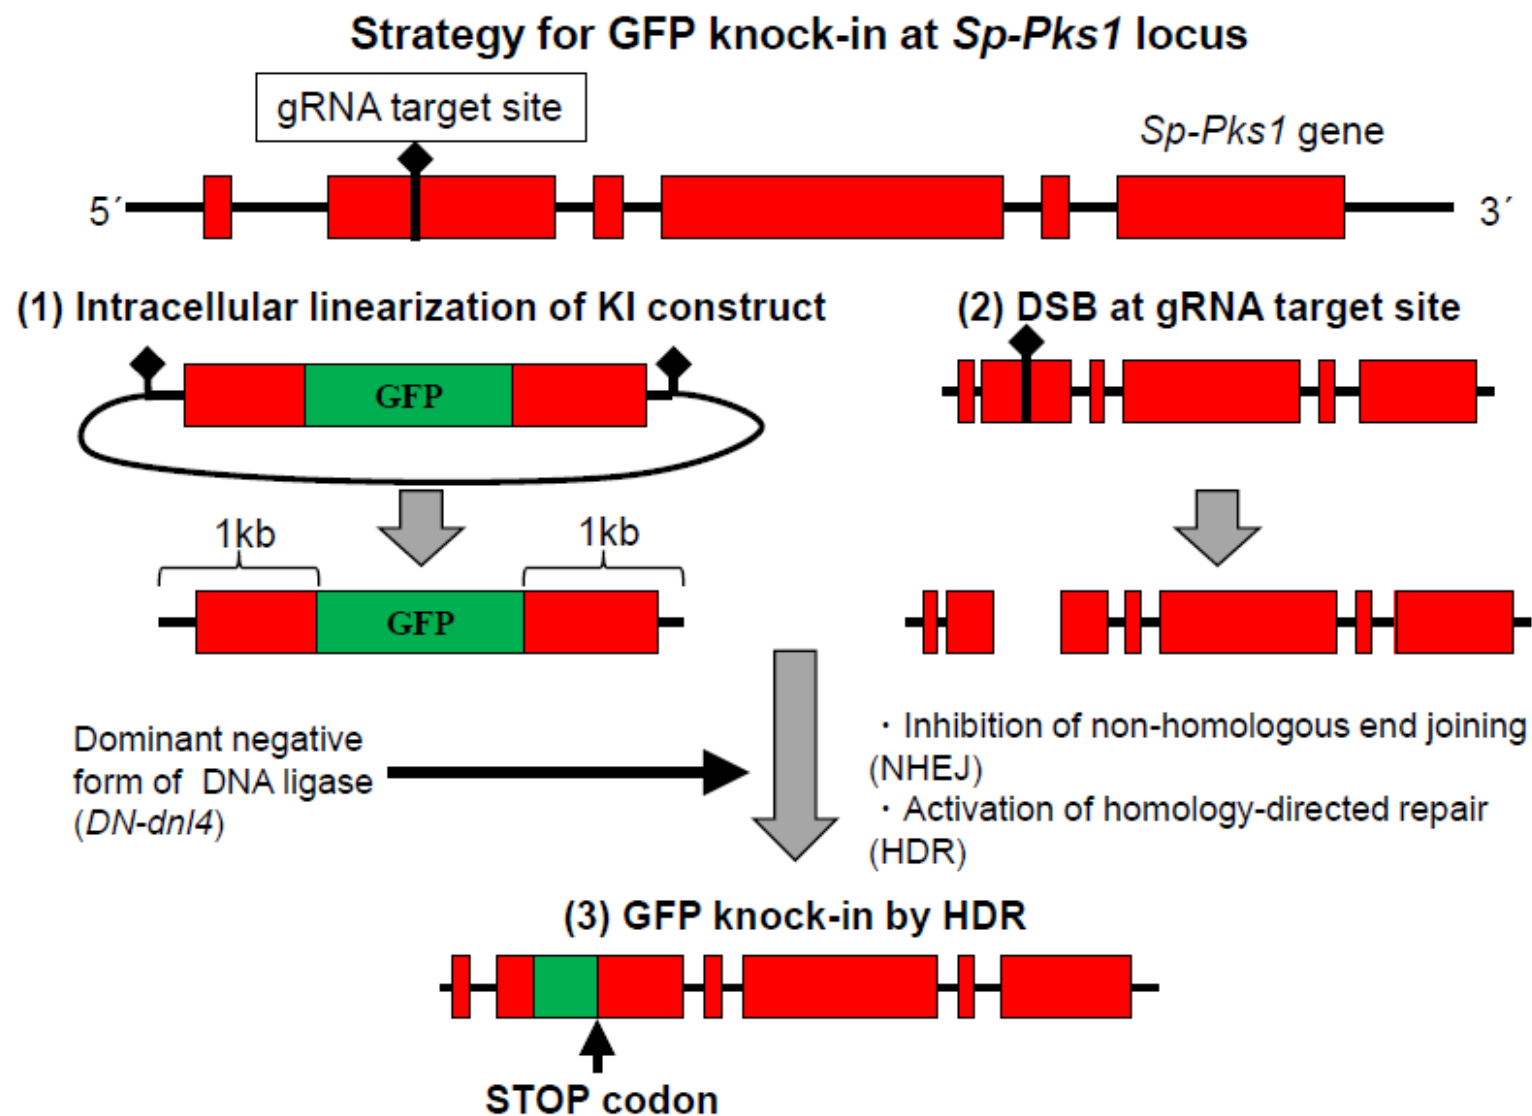 Strategy for GFP knock-in at Sp-Pks1 locus
gRNA target site
Sp-Pks1 gene
5´
3´
(1) Intracellular linearization of KI construct
(2) DSB at gRNA target site
GFP
1kb
1kb
GFP
Dominant negative
form of DNA ligase
(DN-dnl4)
・Inhibition of non-homologous end joining
(NHEJ)
・Activation of homology-directed repair
(HDR)
(3) GFP knock-in by HDR
STOP codon